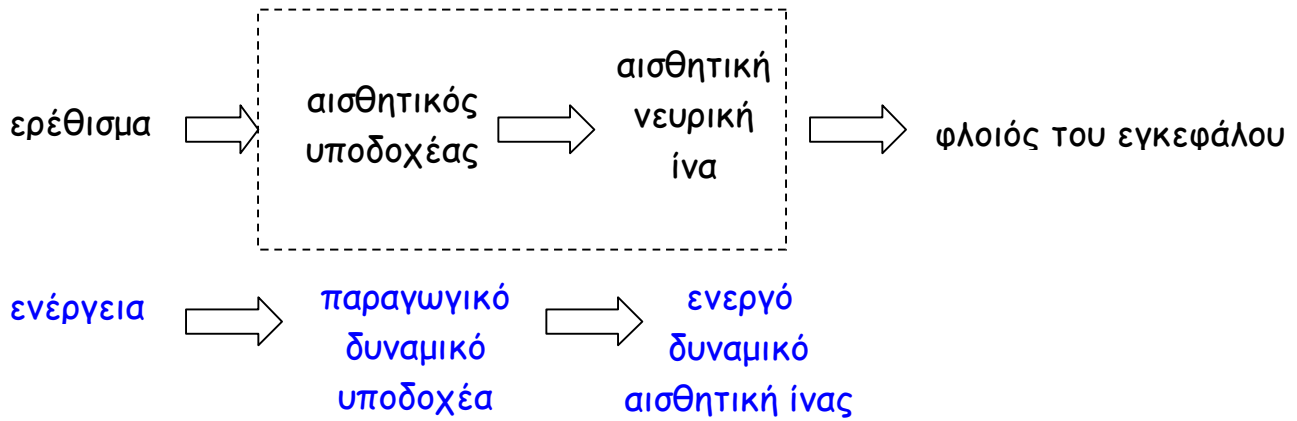 ερέθισμα
αισθητικός
υποδοχέας
αισθητική
νευρική
ίνα
φλοιός του εγκεφάλου
ενέργεια
παραγωγικό
δυναμικό
υποδοχέα
ενεργό
δυναμικό
αισθητική ίνας